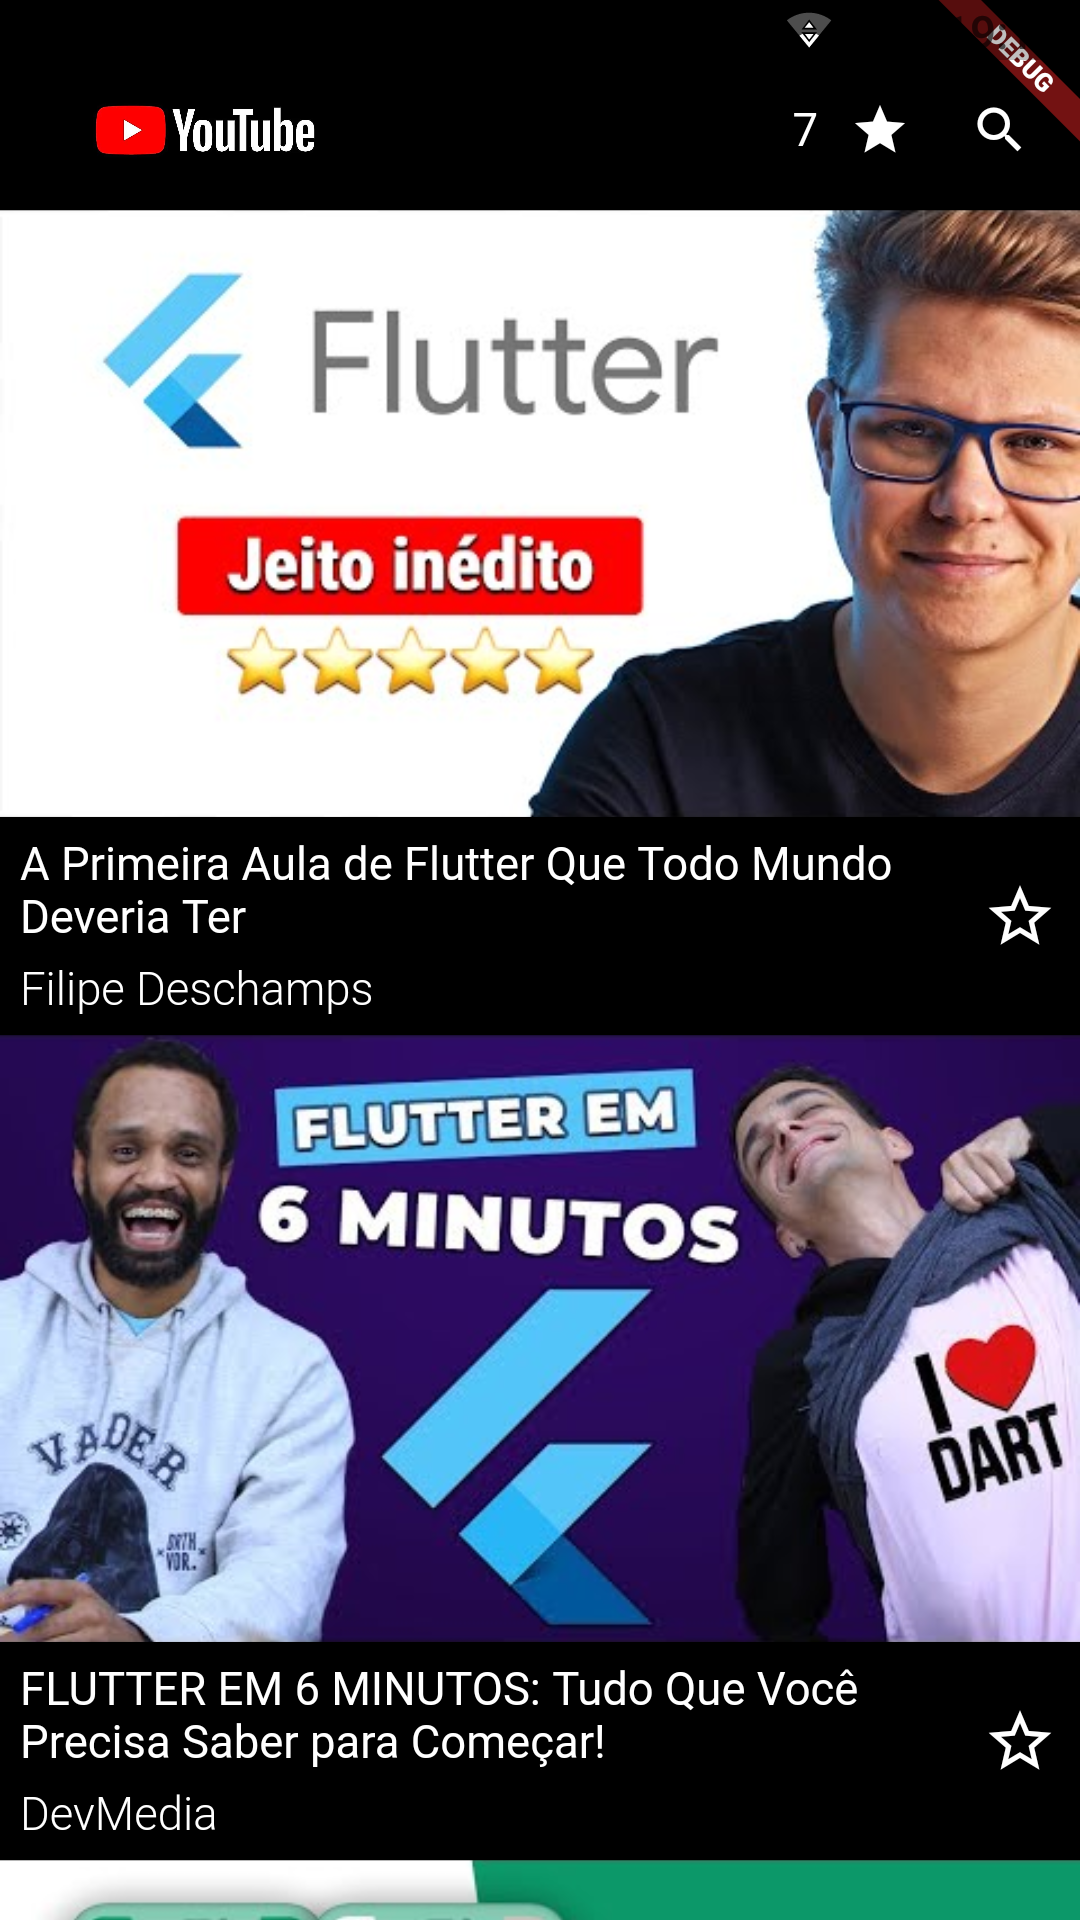 DEBUG
YouTube
7
Flutter
Jeito inédito
A Primeira Aula de Flutter Que Todo Mundo
Deveria Ter
Filipe Deschamps
FLUTTER EM
6 MINUTOS
VADER
DRTH
VDR.
I
DART
FLUTTER EM 6 MINUTOS: Tudo Que Você
Precisa Saber para Começar!
DevMedia